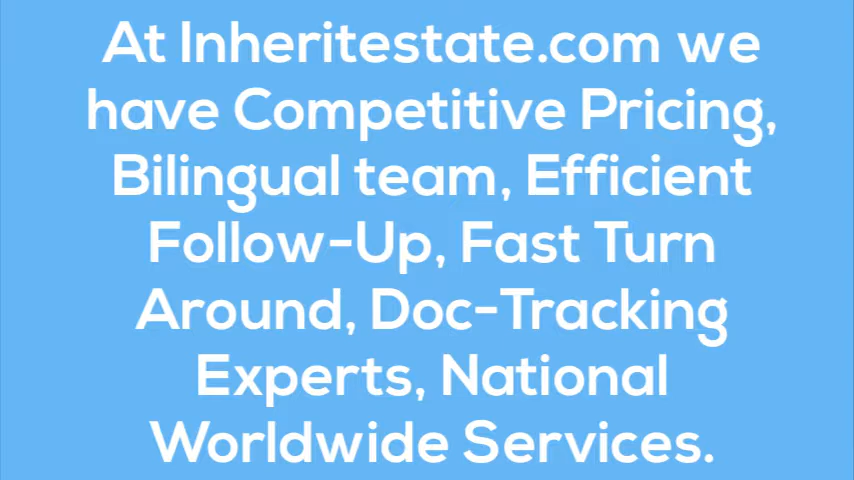 At Inheritestate.com we
have Competitive Pricing,
Bilingual team, Efficient
Follow-Up, Fast Turn
Around, Doc-Tracking
Experts, National
Worldwide Services.